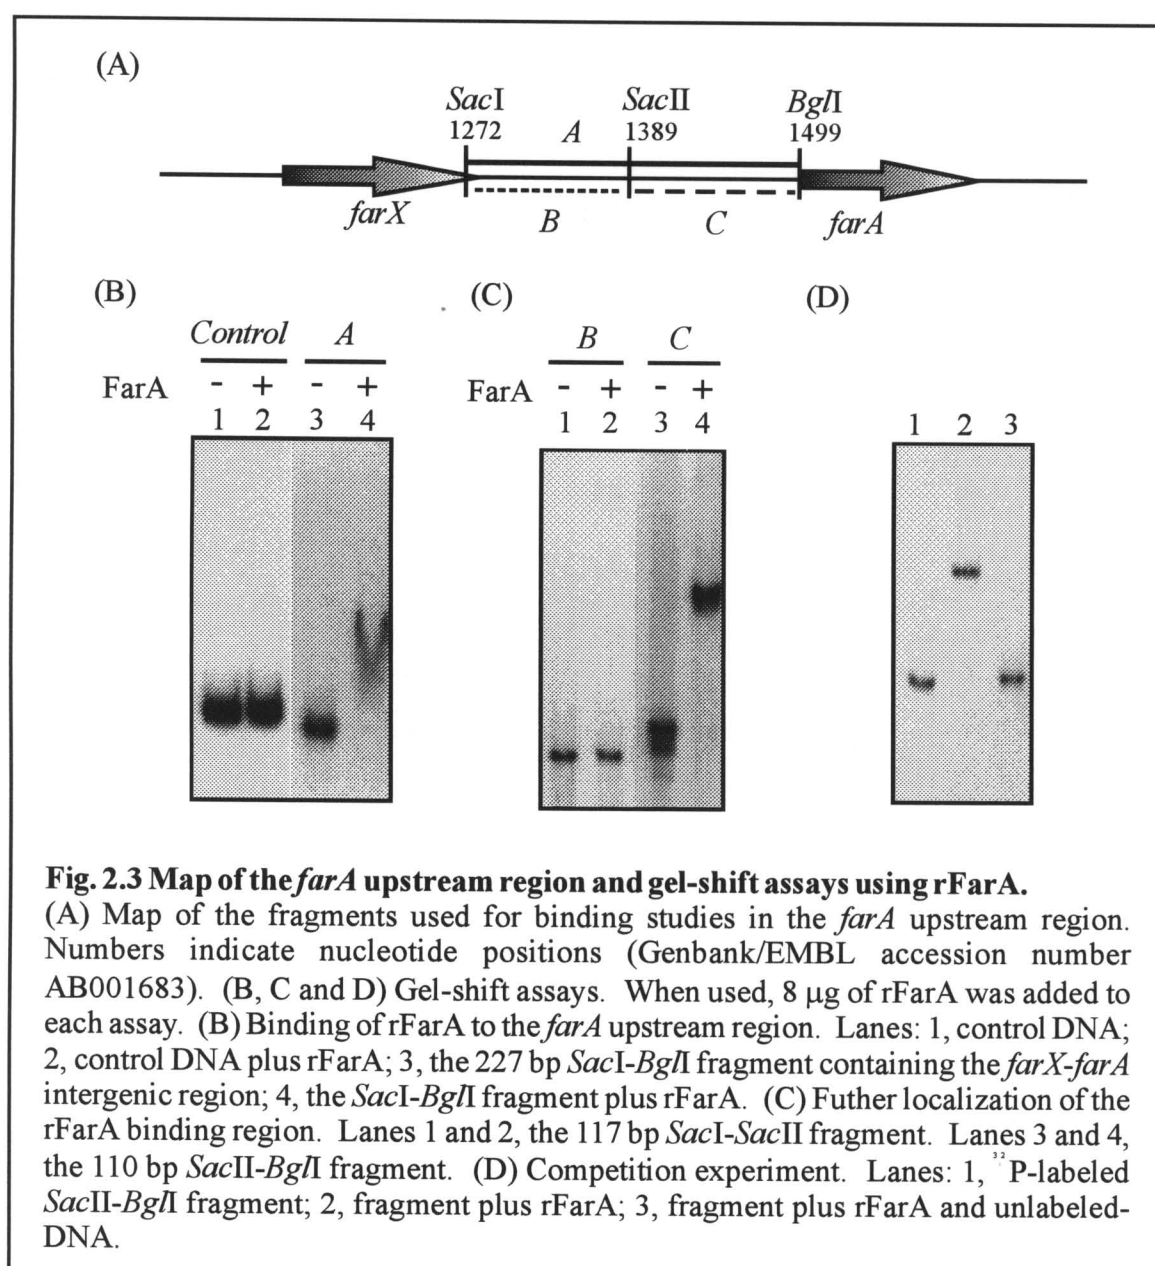 (A)
SacI SacII BglI
1272 A 1389 1499
farX B C farA
(B) (C) (D)
Control A B C
FarA - + - + FarA - + - +
1 2 3 4 1 2 3 4 1 2 3
Fig. 2.3 Map of the farA upstream region and gel-shift assays using rFarA.
(A) Map of the fragments used for binding studies in the farA upstream region.
Numbers indicate nucleotide positions (Genbank/EMBL accession number
AB001683). (B, C and D) Gel-shift assays. When used, 8 μg of rFarA was added to
each assay. (B) Binding of rFarA to the farA upstream region. Lanes: 1, control DNA;
2, control DNA plus rFarA; 3, the 227 bp SacI-BglI fragment containing the farX-farA
intergenic region; 4, the SacI-BglI fragment plus rFarA. (C) Futher localization of the
rFarA binding region. Lanes 1 and 2, the 117 bp SacI-SacII fragment. Lanes 3 and 4,
the 110 bp SacII-BglI fragment. (D) Competition experiment. Lanes: 1, ³²P-labeled
SacII-BglI fragment; 2, fragment plus rFarA; 3, fragment plus rFarA and unlabeled-
DNA.